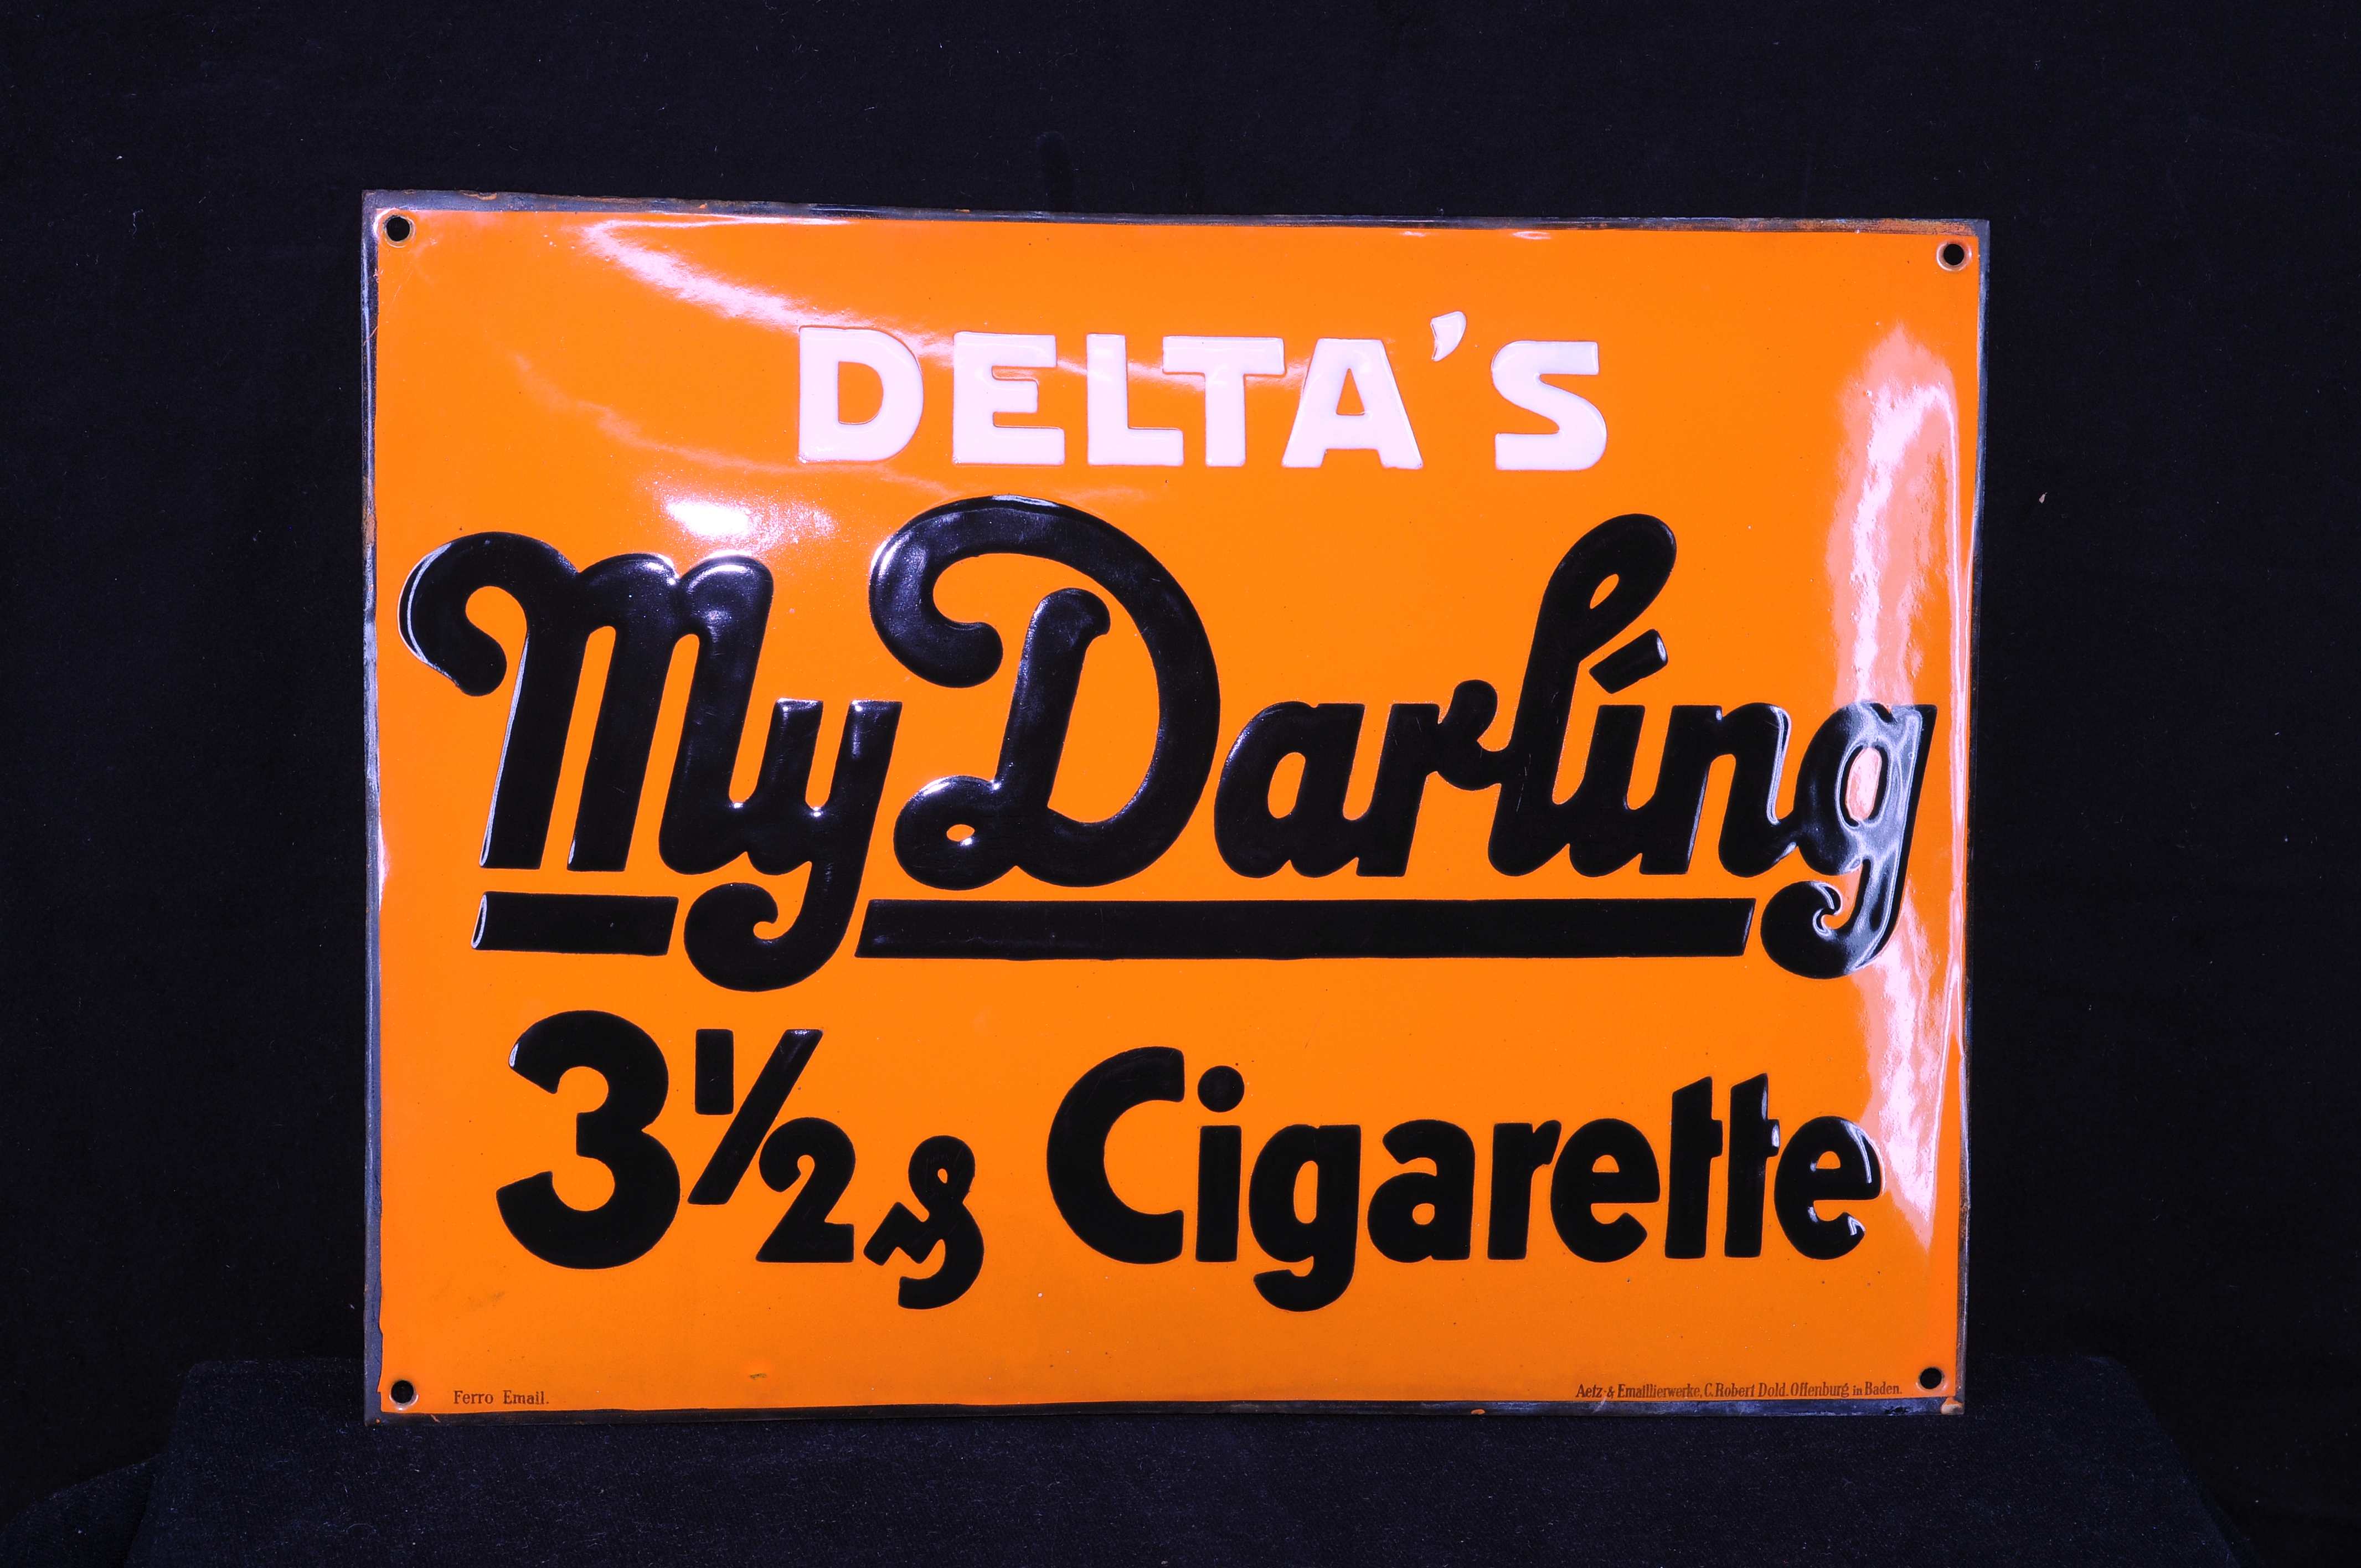 DELTA'S
My Darling
3½ ₰ Cigarette
Ferro Email.
Aetz-& Emaillierwerke, C. Robert Dold. Offenburg in Baden.